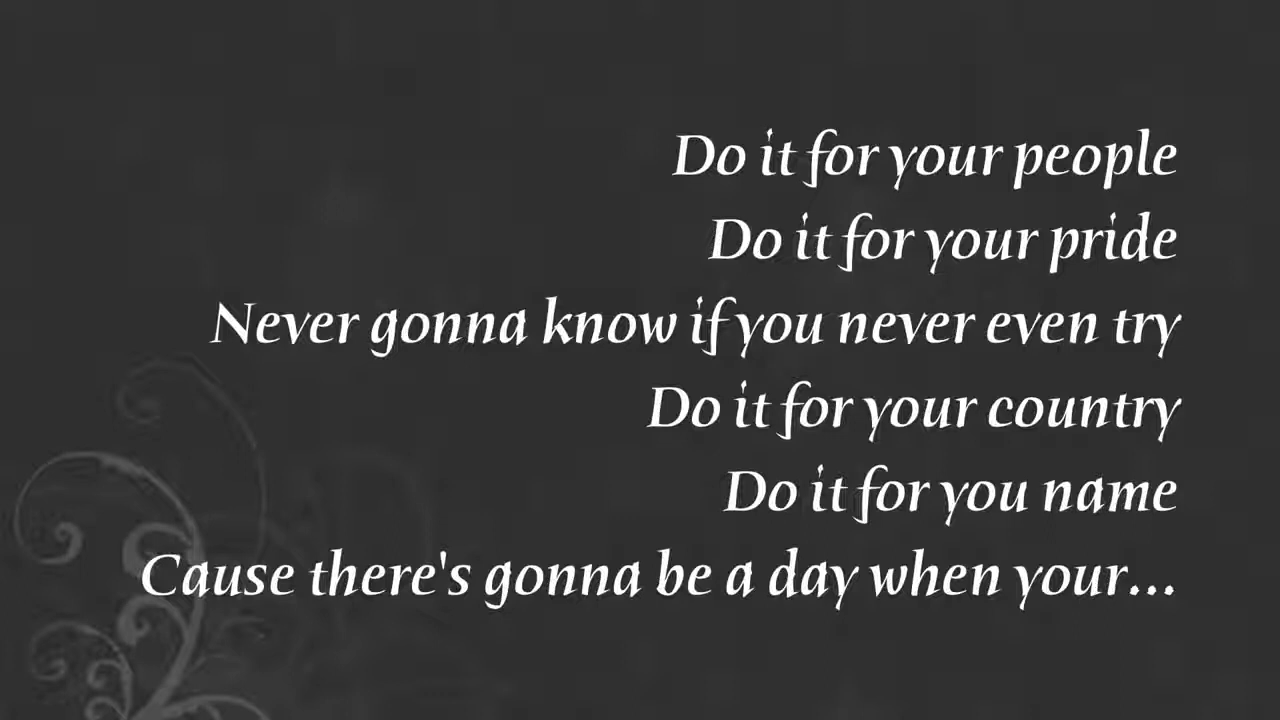 Do it for your people
Do it for your pride
Never gonna know if you never even try
Do it for your country
Do it for you name
Cause there's gonna be a day when your...